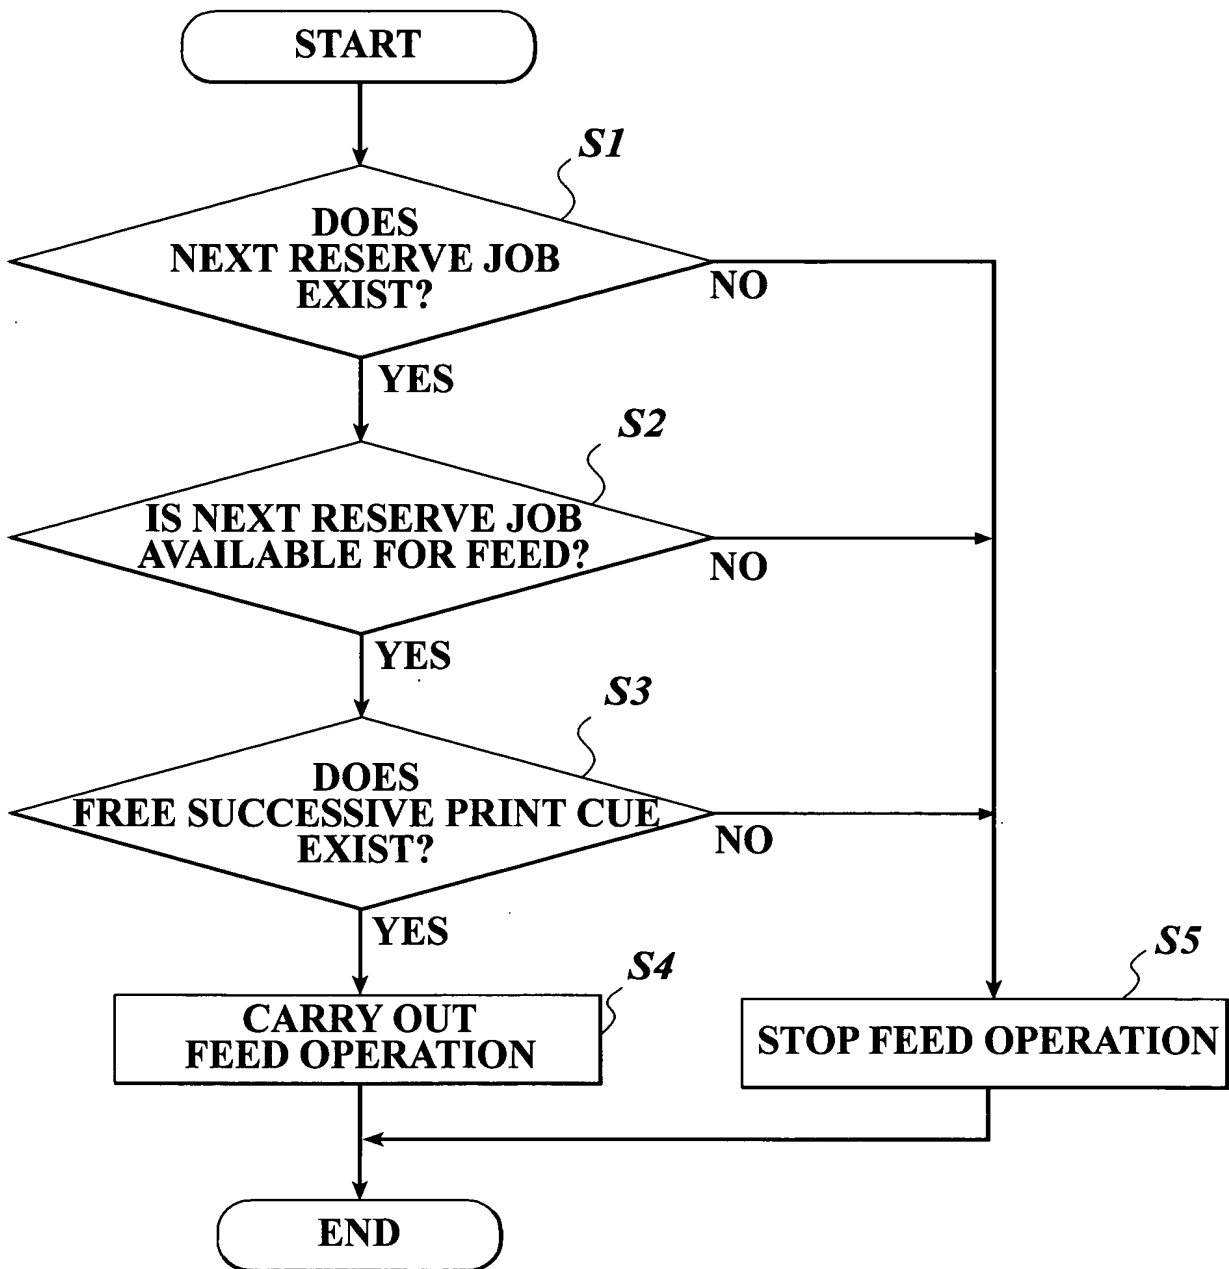 START
S1
DOES
NEXT RESERVE JOB
EXIST?
NO
YES
S2
IS NEXT RESERVE JOB
AVAILABLE FOR FEED?
NO
YES
S3
DOES
FREE SUCCESSIVE PRINT CUE
EXIST?
NO
YES
S4
CARRY OUT
FEED OPERATION
S5
STOP FEED OPERATION
END